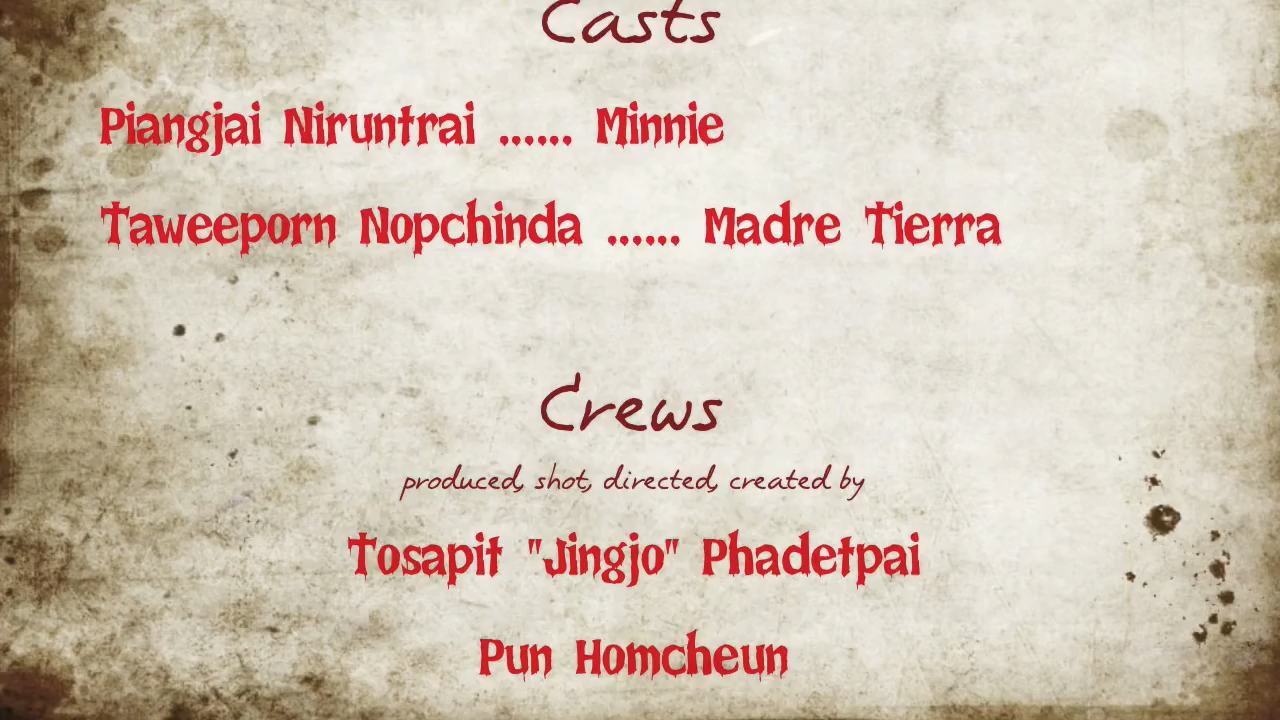 Casts
Piangjai Niruntrai ...... Minnie
Taweeporn Nopchinda ...... Madre Tierra
Crews
produced, shot, directed, created by
Tosapit "Jingjo" Phadetpai
Pun Homcheun